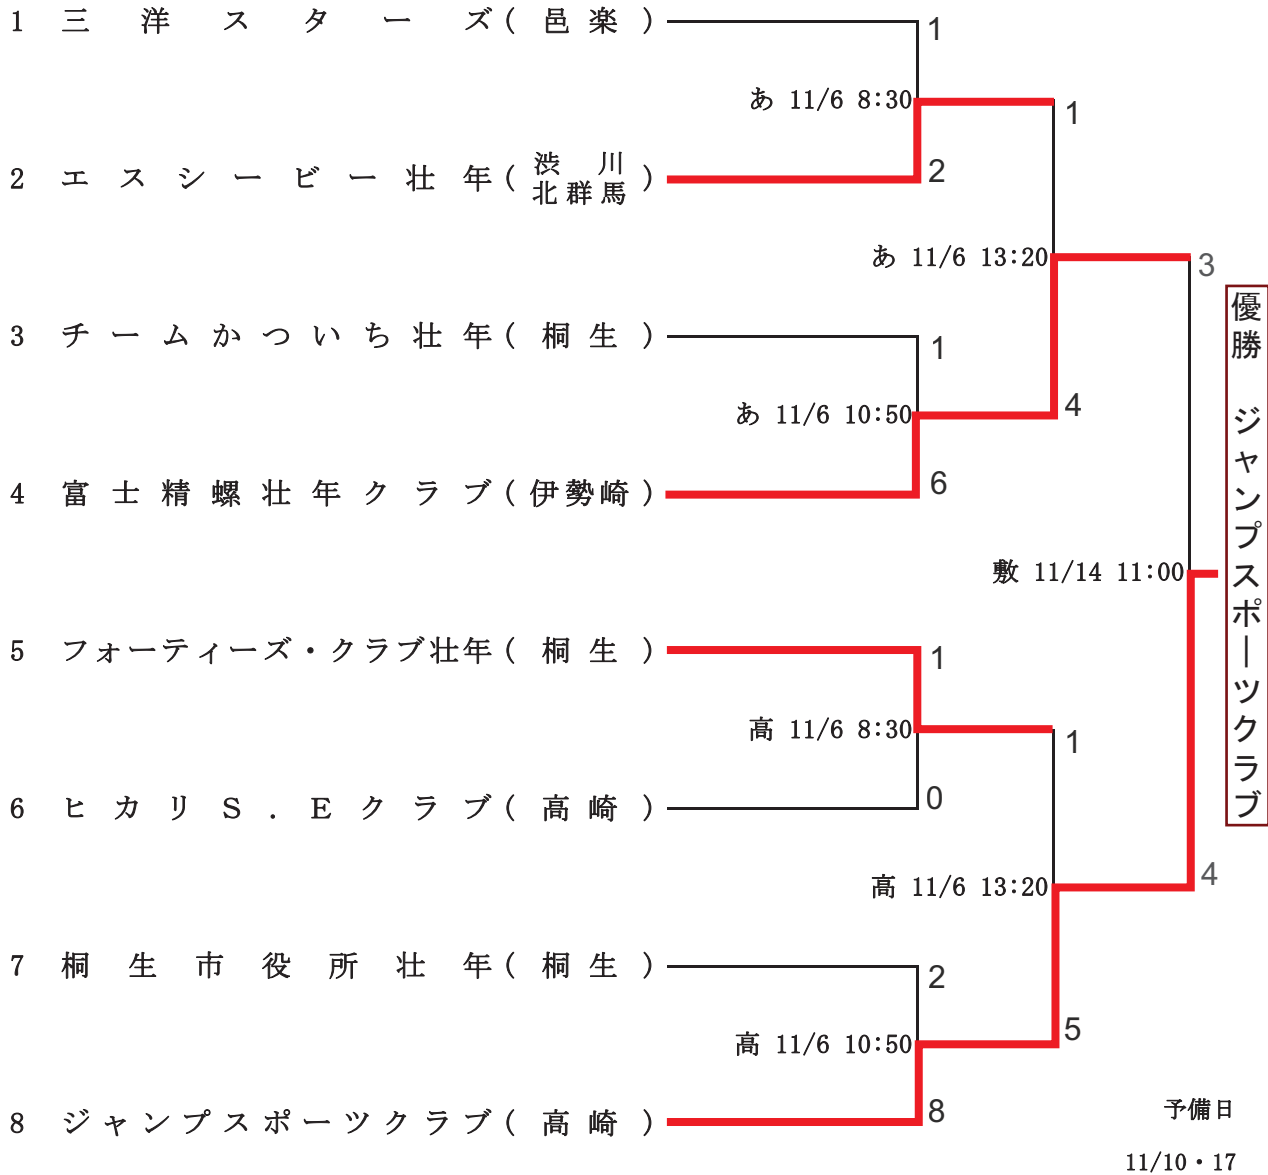 1 三洋スターズ(邑楽)
1
あ 11/6 8:30
1
2 エスシービー壮年(渋川北群馬)
2
あ 11/6 13:20
3
3 チームかついち壮年(桐生)
1
あ 11/6 10:50
4
4 富士精螺壮年クラブ(伊勢崎)
6
優勝 ジャンプスポーツクラブ
敷 11/14 11:00
5 フォーティーズ・クラブ壮年(桐生)
1
高 11/6 8:30
1
6 ヒカリS.Eクラブ(高崎)
0
高 11/6 13:20
4
7 桐生市役所壮年(桐生)
2
高 11/6 10:50
5
8 ジャンプスポーツクラブ(高崎)
8
予備日
11/10・17